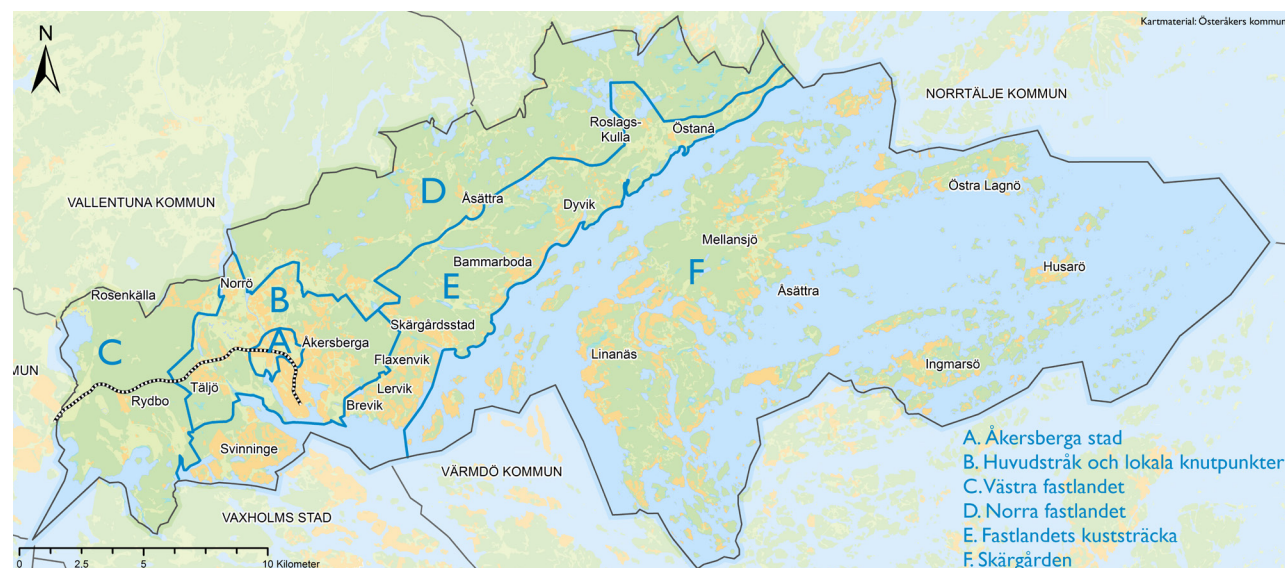 Kartmaterial: Österåkers kommun
N
NORRTÄLJE KOMMUN
Roslags-
Kulla
Östanå
Östra Lagnö
D
VALLENTUNA KOMMUN
Åsättra
Dyvik
Mellansjö
Bammarboda
F
Husarö
Norrö
E
Åsättra
Rosenkälla
B
Skärgårdsstad
A
Åkersberga
C
Flaxenvik
Linanäs
Ingmarsö
MUN
Täljö
Lervik
Rydbo
Brevik
Svinninge
VÄRMDÖ KOMMUN
VAXHOLMS STAD
A. Åkersberga stad
B. Huvudstråk och lokala knutpunkter
C. Västra fastlandet
D. Norra fastlandet
E. Fastlandets kuststräcka
F. Skärgården
0 2,5 5 10 Kilometer